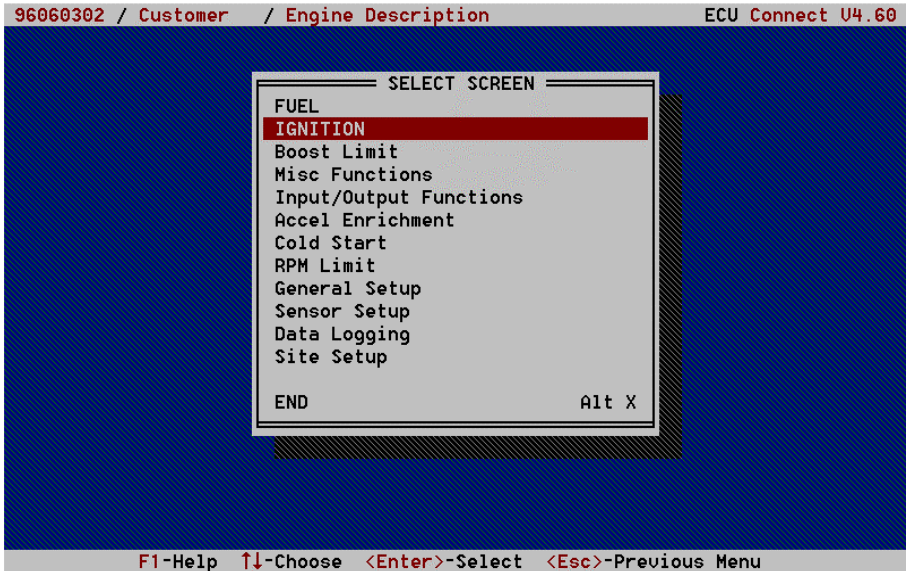 96060302 / Customer / Engine Description ECU Connect V4.60
SELECT SCREEN
FUEL
IGNITION
Boost Limit
Misc Functions
Input/Output Functions
Accel Enrichment
Cold Start
RPM Limit
General Setup
Sensor Setup
Data Logging
Site Setup
END Alt X
F1-Help ↑↓-Choose <Enter>-Select <Esc>-Previous Menu